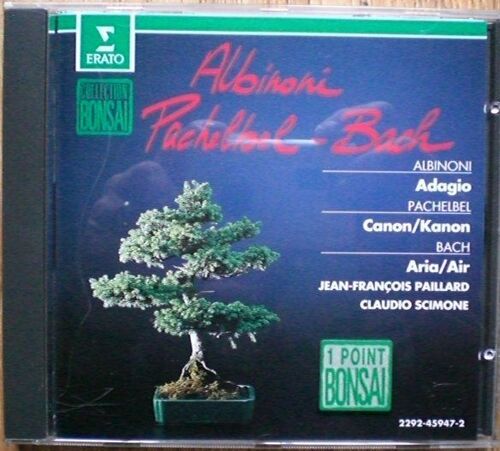 ERATO
COLLECTION
BONSAI
Albinoni
Pachelbel - Bach
ALBINONI
Adagio
PACHELBEL
Canon/Kanon
BACH
Aria/Air
JEAN-FRANÇOIS PAILLARD
CLAUDIO SCIMONE
1 POINT
BONSAI
2292-45947-2